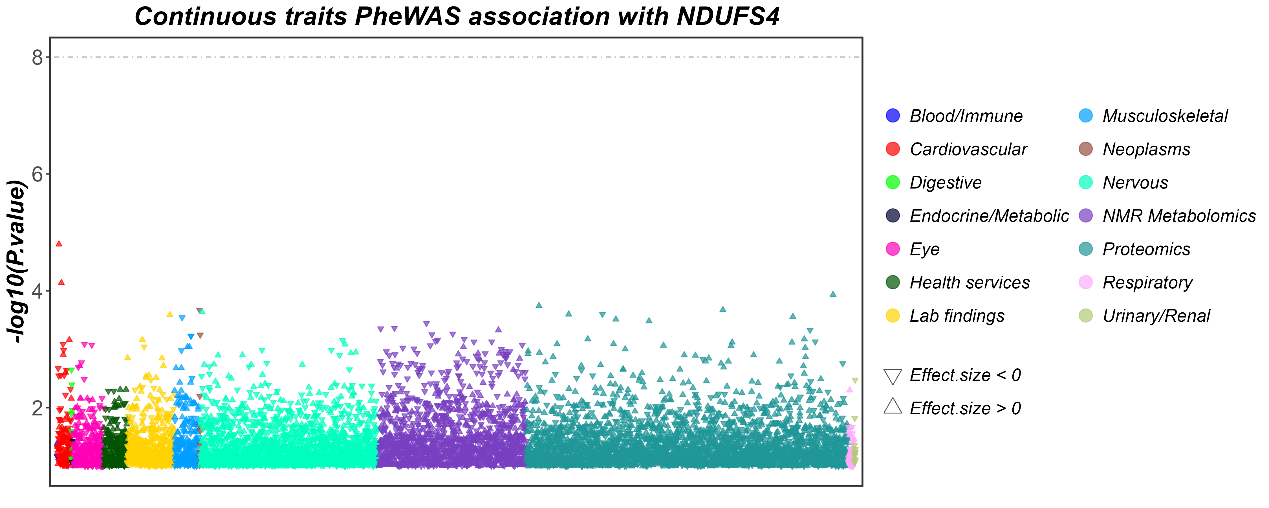 Continuous traits PheWAS association with NDUFS4
-log10(P.value)
8
6
4
2
Blood/Immune
Cardiovascular
Digestive
Endocrine/Metabolic
Eye
Health services
Lab findings
Musculoskeletal
Neoplasms
Nervous
NMR Metabolomics
Proteomics
Respiratory
Urinary/Renal
Effect.size < 0
Effect.size > 0